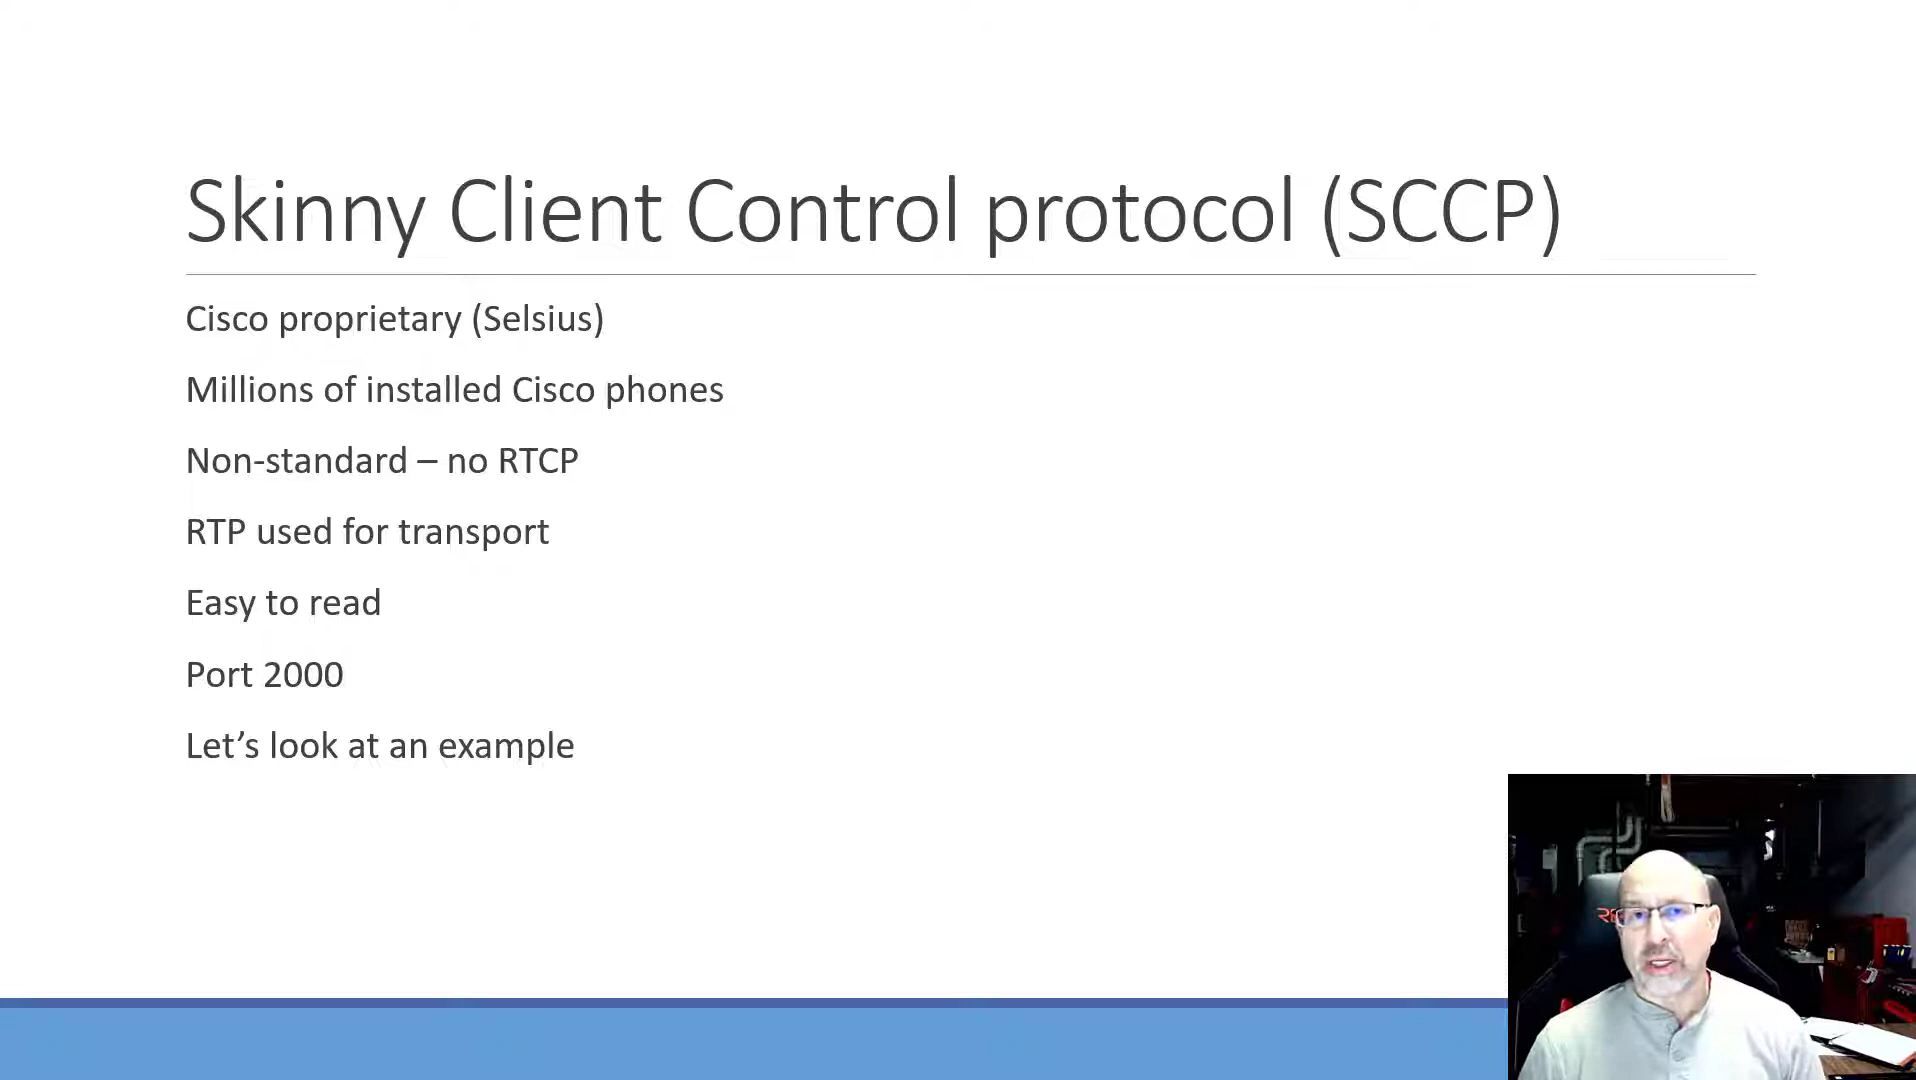 Skinny Client Control protocol (SCCP)
Cisco proprietary (Selsius)
Millions of installed Cisco phones
Non-standard – no RTCP
RTP used for transport
Easy to read
Port 2000
Let’s look at an example